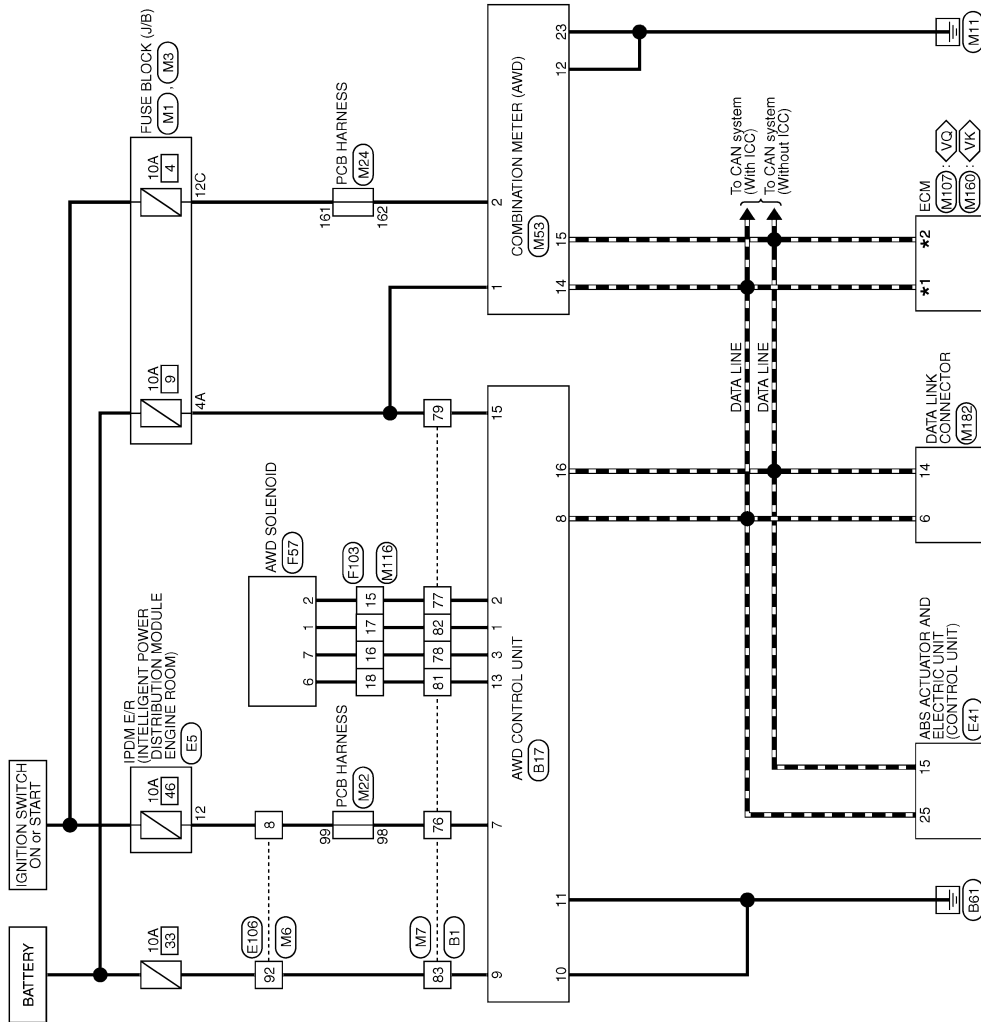 BATTERY
IGNITION SWITCH
ON or START
10A
33
IPDM E/R
(INTELLIGENT POWER
DISTRIBUTION MODULE
ENGINE ROOM)
E5
10A
46
12
10A
9
4A
10A
4
12C
FUSE BLOCK (J/B)
M1 , M3
AWD SOLENOID
F57
6
7
1
2
E106
92
M6
8
99
98
PCB HARNESS
M22
18
16
17
15
F103
M116
161
162
PCB HARNESS
M24
M7
83
B1
76
81
78
82
77
79
9
7
13
3
1
2
15
1
2
AWD CONTROL UNIT
B17
COMBINATION METER (AWD)
M53
10
11
8
16
14
15
12
23
DATA LINE
DATA LINE
To CAN system
(With ICC)
To CAN system
(Without ICC)
B61
25
15
ABS ACTUATOR AND
ELECTRIC UNIT
(CONTROL UNIT)
E41
6
14
DATA LINK
CONNECTOR
M182
*1
*2
ECM
M107 : VQ
M160 : VK
M11